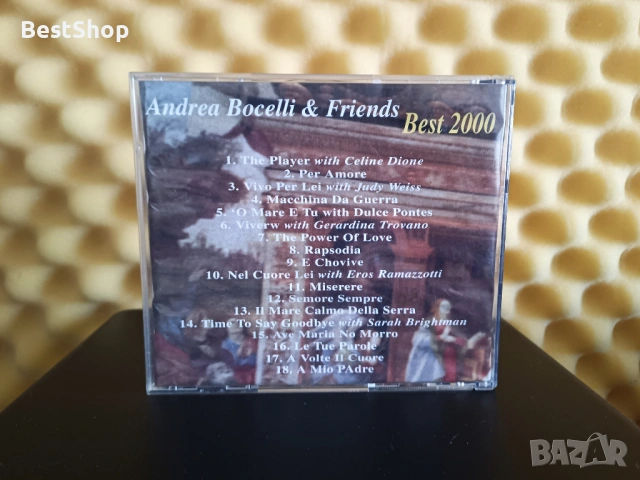 BestShop
Andrea Bocelli & Friends
Best 2000
1. The Player with Celine Dione
2. Per Amore
3. Vivo Per Lei with Judy Weiss
4. Macchina Da Guerra
5. 'O Mare E Tu with Dulce Pontes
6. Viverw with Gerardina Trovano
7. The Power Of Love
8. Rapsodia
9. E Chovive
10. Nel Cuore Lei with Eros Ramazzotti
11. Miserere
12. Semore Sempre
13. Il Mare Calmo Della Serra
14. Time To Say Goodbye with Sarah Brightman
15. Ave Maria No Morro
16. Le Tue Parole
17. A Volte Il Cuore
18. A Mio PAdre
BAZAR